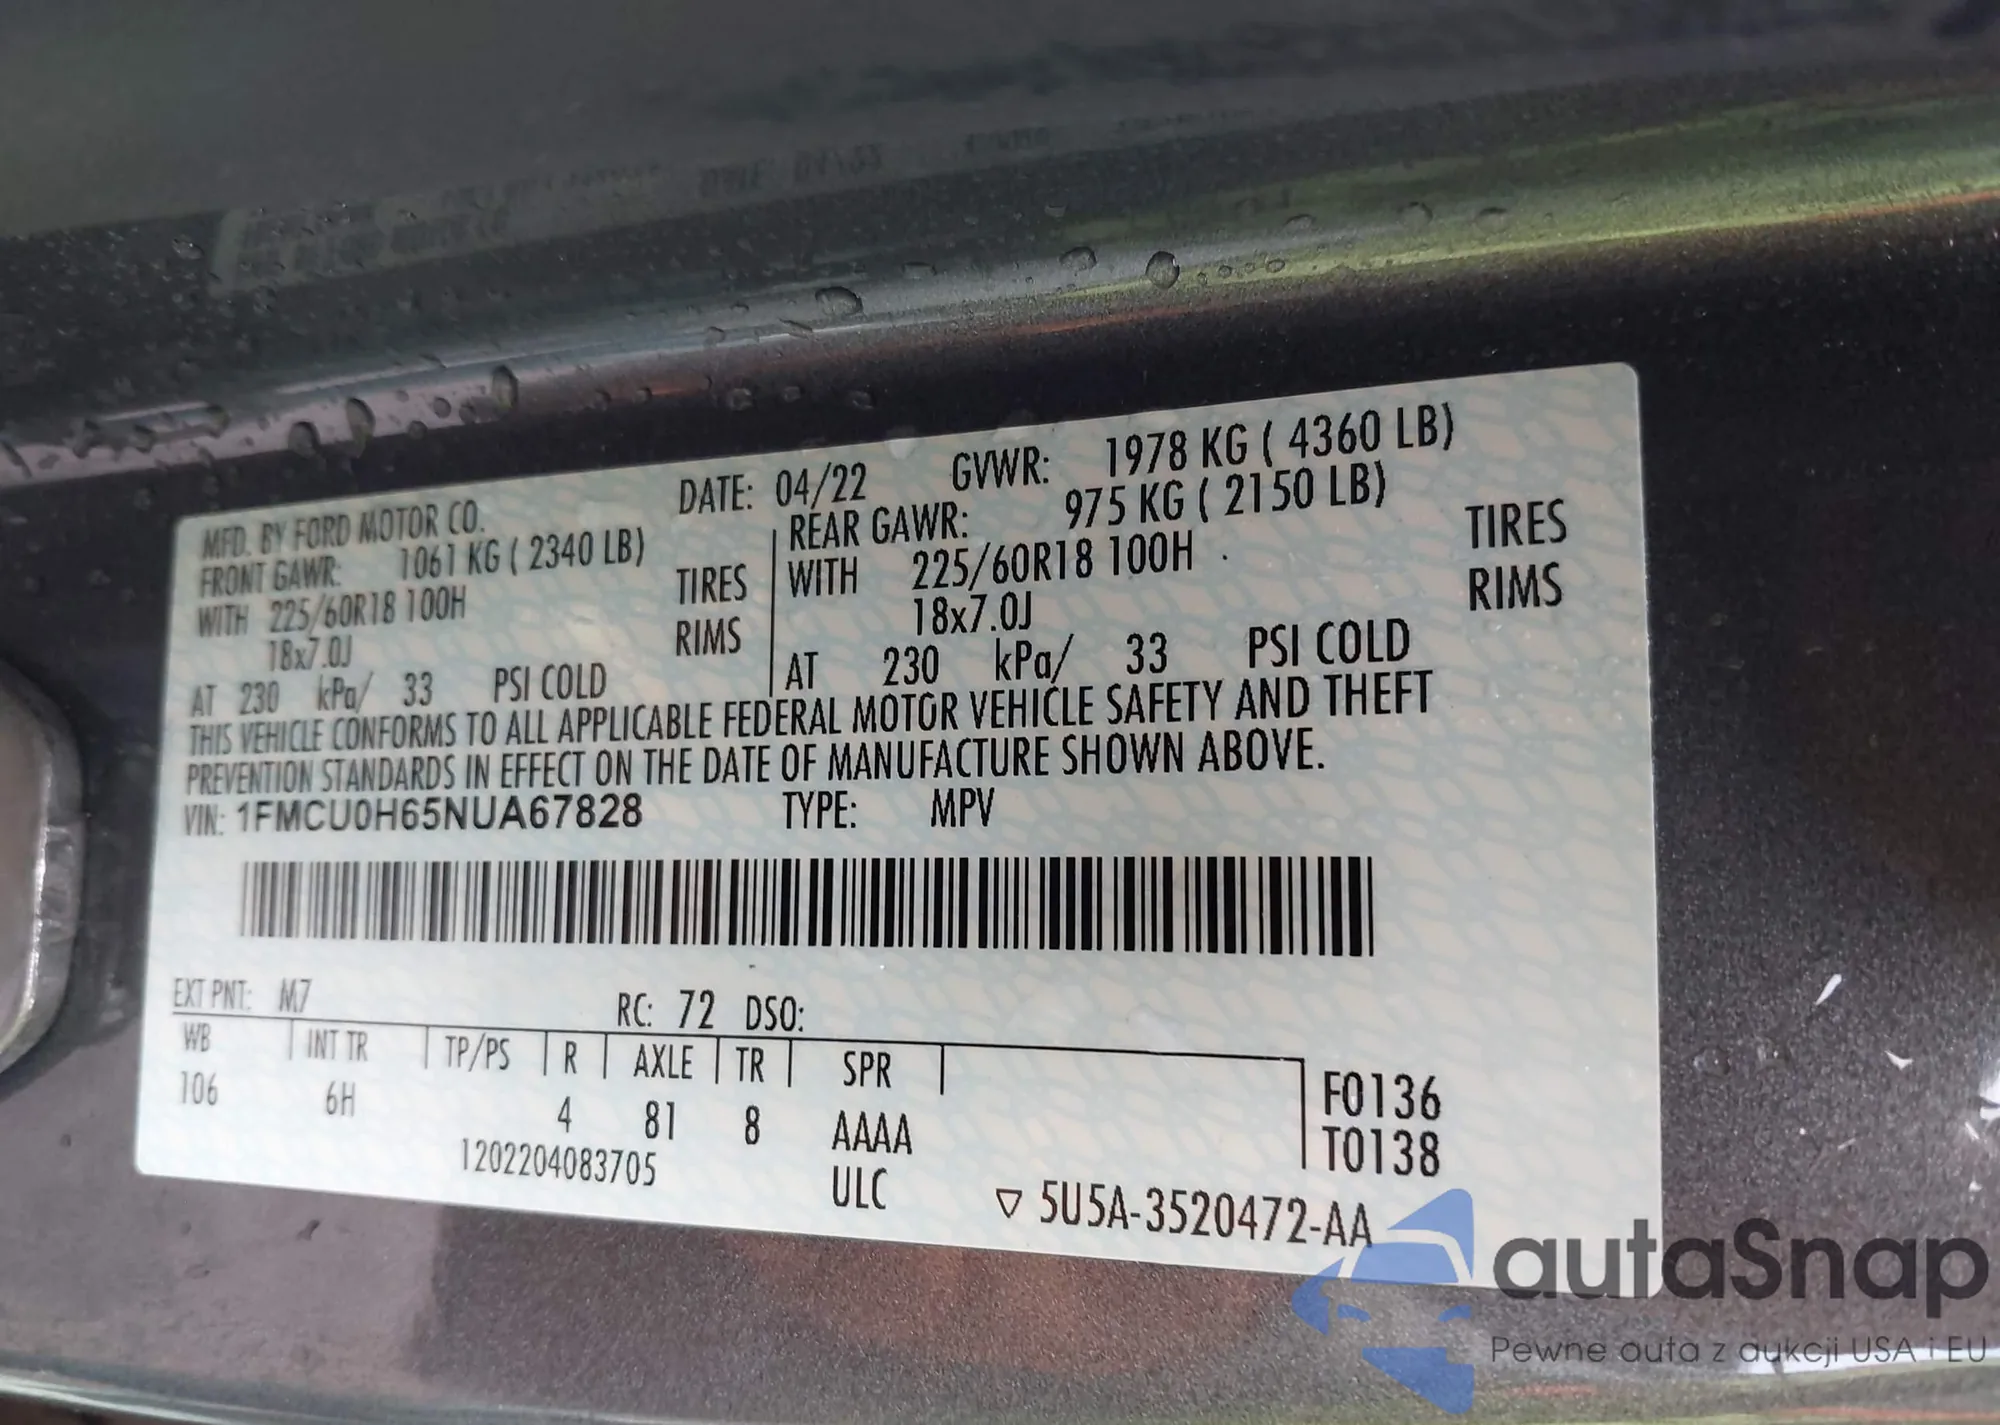 MFD. BY FORD MOTOR CO. DATE: 04/22 GVWR: 1978 KG ( 4360 LB)
FRONT GAWR: 1061 KG ( 2340 LB) REAR GAWR: 975 KG ( 2150 LB)
WITH 225/60R18 100H TIRES WITH 225/60R18 100H TIRES
18x7.0J RIMS 18x7.0J RIMS
AT 230 kPa/ 33 PSI COLD AT 230 kPa/ 33 PSI COLD
THIS VEHICLE CONFORMS TO ALL APPLICABLE FEDERAL MOTOR VEHICLE SAFETY AND THEFT
PREVENTION STANDARDS IN EFFECT ON THE DATE OF MANUFACTURE SHOWN ABOVE.
VIN: 1FMCU0H65NUA67828 TYPE: MPV
EXT PNT: M7 RC: 72 DSO:
WB INT TR TP/PS R AXLE TR SPR F0136
106 6H 4 81 8 AAAA T0138
1202204083705 ULC ▽ 5U5A-3520472-AA
autaSnap
Pewne auta z aukcji USA i EU